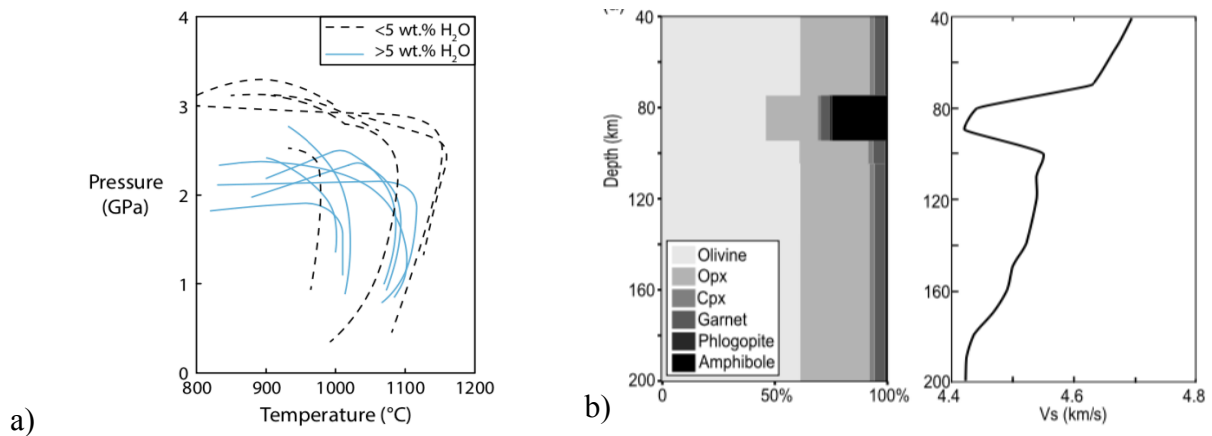 <5 wt.% H₂O
>5 wt.% H₂O
4
3
2
1
0
Pressure
(GPa)
800
900
1000
1100
1200
Temperature (°C)
a)
40
80
120
160
200
Depth (km)
Olivine
Opx
Cpx
Garnet
Phlogopite
Amphibole
0
50%
100%
b)
40
80
120
160
200
4.4
4.6
4.8
Vs (km/s)